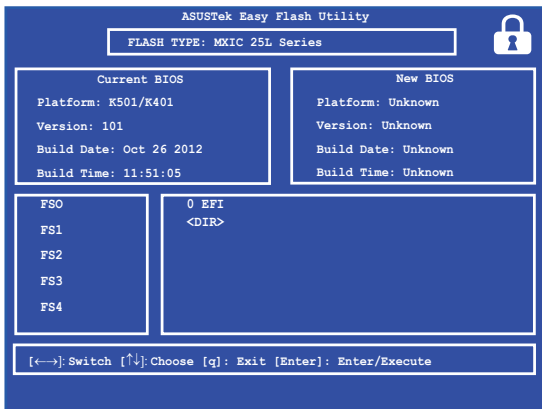 ASUSTek Easy Flash Utility
FLASH TYPE: MXIC 25L Series
Current BIOS
Platform: K501/K401
Version: 101
Build Date: Oct 26 2012
Build Time: 11:51:05
New BIOS
Platform: Unknown
Version: Unknown
Build Date: Unknown
Build Time: Unknown
FSO
FS1
FS2
FS3
FS4
0 EFI
<DIR>
[←→]: Switch [↑↓]: Choose [q]: Exit [Enter]: Enter/Execute